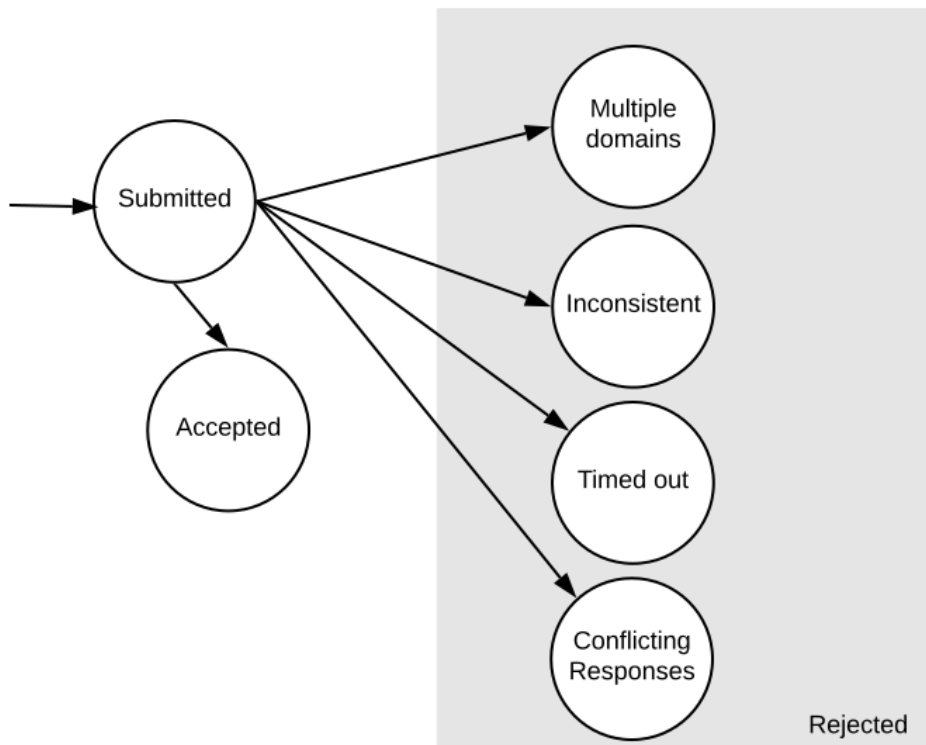 Multiple
domains
Submitted
Inconsistent
Accepted
Timed out
Conflicting
Responses
Rejected